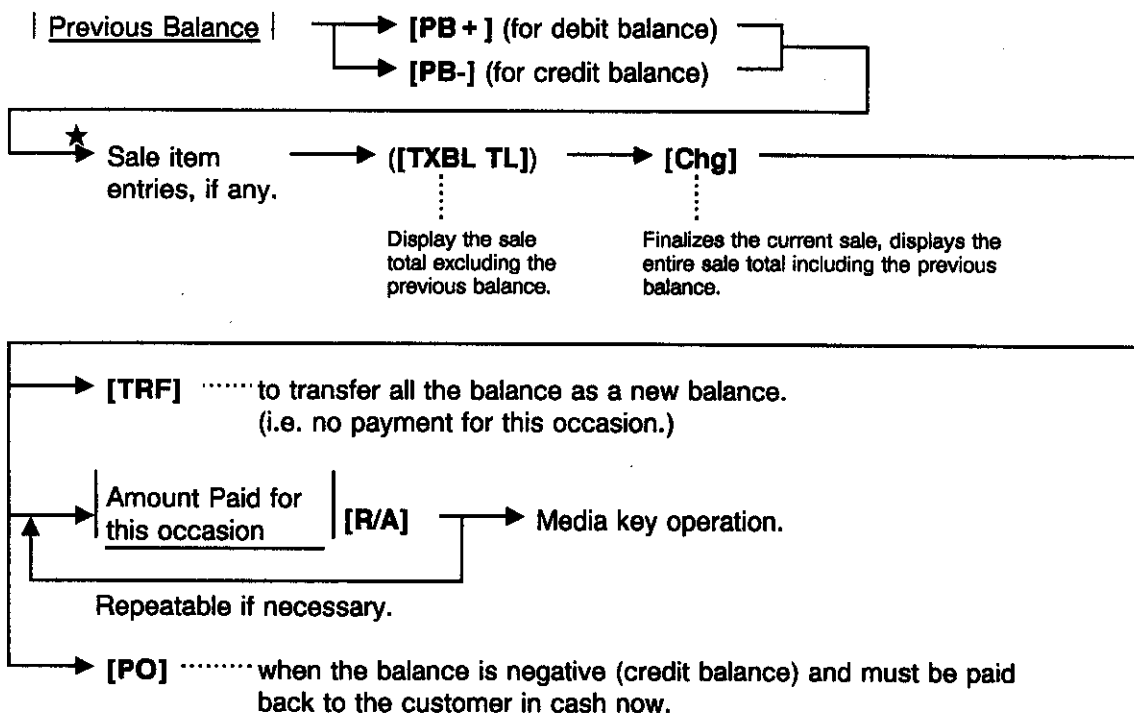 Previous Balance [PB+] (for debit balance)
[PB-] (for credit balance)
★
Sale item ([TXBL TL]) [Chg]
entries, if any.
Display the sale
total excluding the
previous balance.
Finalizes the current sale, displays the
entire sale total including the previous
balance.
[TRF] ······· to transfer all the balance as a new balance.
(i.e. no payment for this occasion.)
Amount Paid for
this occasion [R/A] Media key operation.
Repeatable if necessary.
[PO] ········· when the balance is negative (credit balance) and must be paid
back to the customer in cash now.